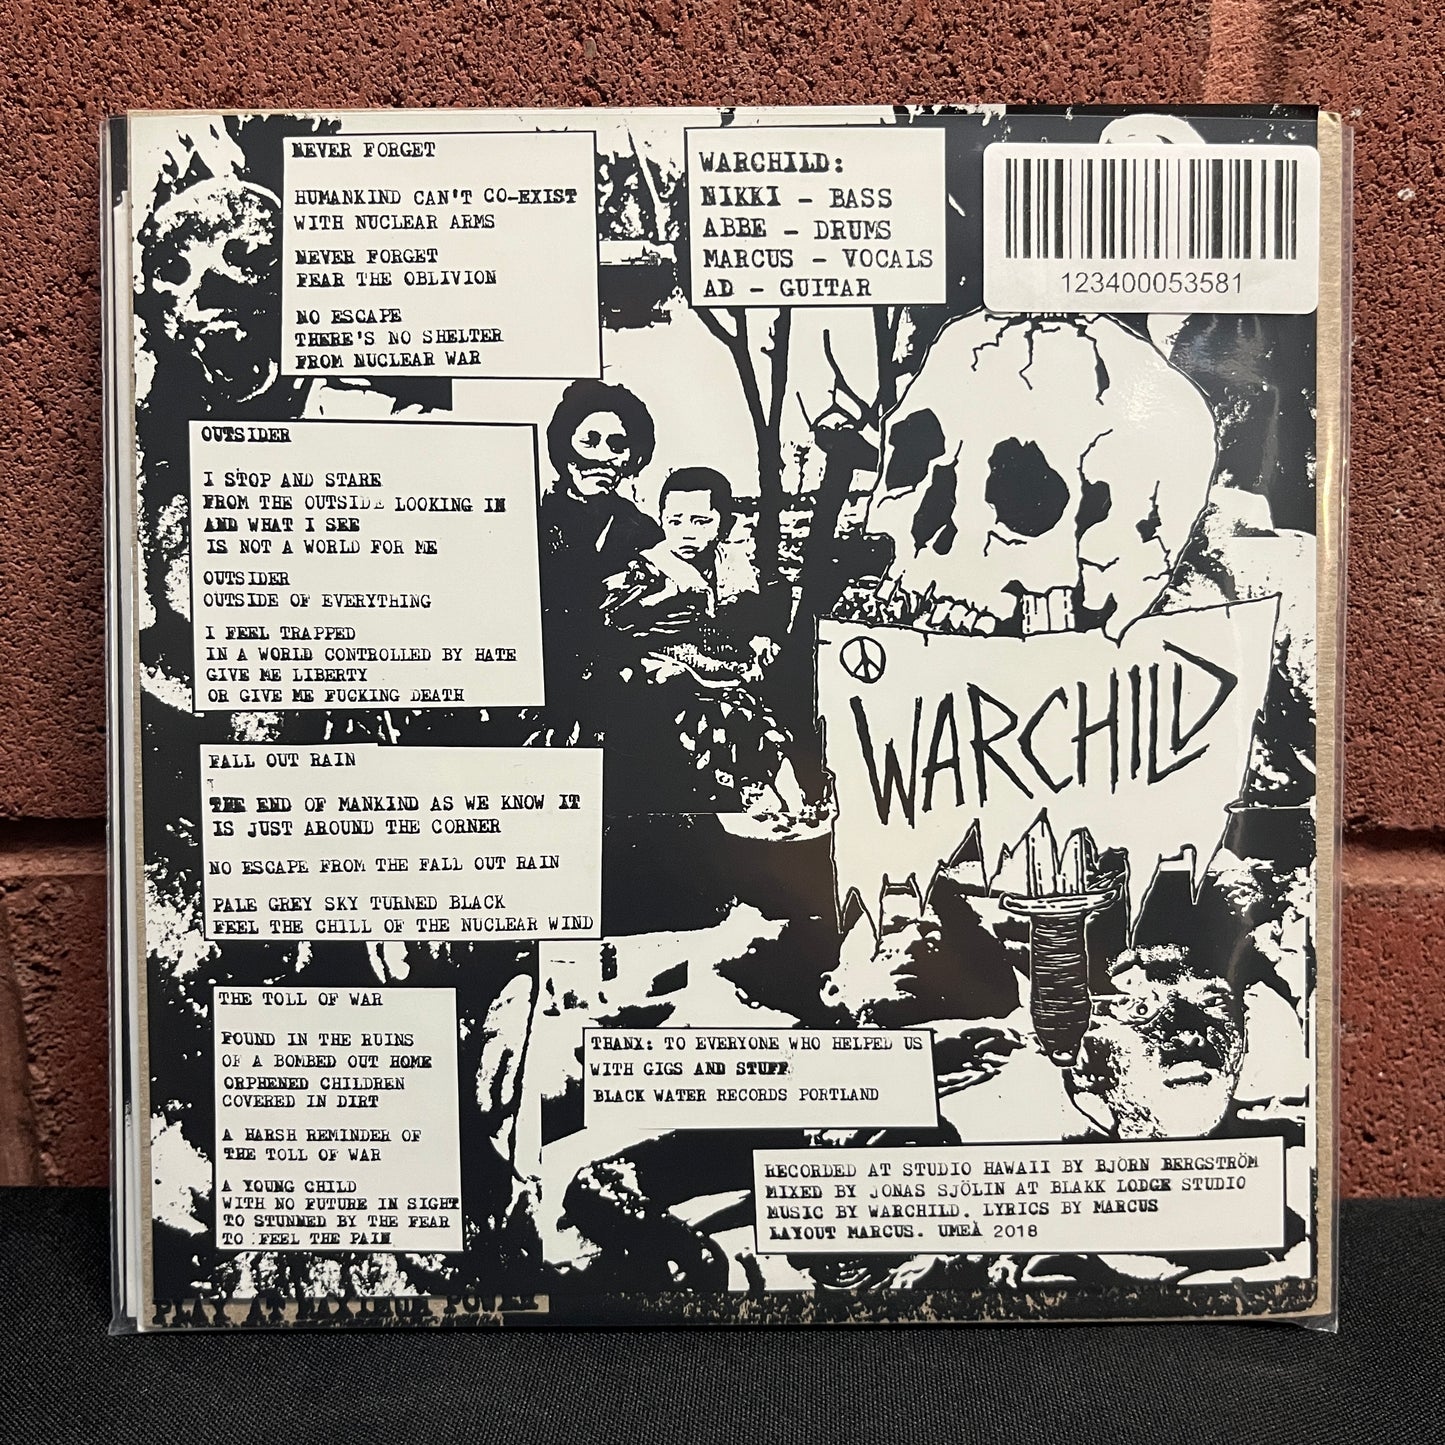 NEVER FORGET
HUMANKIND CAN'T CO-EXIST
WITH NUCLEAR ARMS
NEVER FORGET
FEAR THE OBLIVION
NO ESCAPE
THERE'S NO SHELTER
FROM NUCLEAR WAR
WARCHILD:
NIKKI - BASS
ABBE - DRUMS
MARCUS - VOCALS
AD - GUITAR
123400053581
OUTSIDER
I STOP AND STARE
FROM THE OUTSIDE LOOKING IN
AND WHAT I SEE
IS NOT A WORLD FOR ME
OUTSIDER
OUTSIDE OF EVERYTHING
I FEEL TRAPPED
IN A WORLD CONTROLLED BY HATE
GIVE ME LIBERTY
OR GIVE ME FUCKING DEATH
WARCHILD
FALL OUT RAIN
THE END OF MANKIND AS WE KNOW IT
IS JUST AROUND THE CORNER
NO ESCAPE FROM THE FALL OUT RAIN
PALE GREY SKY TURNED BLACK
FEEL THE CHILL OF THE NUCLEAR WIND
THE TOLL OF WAR
FOUND IN THE RUINS
OF A BOMBED OUT HOME
ORPHENED CHILDREN
COVERED IN DIRT
A HARSH REMINDER OF
THE TOLL OF WAR
A YOUNG CHILD
WITH NO FUTURE IN SIGHT
TO STUNNED BY THE FEAR
TO FEEL THE PAIN
THANX: TO EVERYONE WHO HELPED US
WITH GIGS AND STUFF
BLACK WATER RECORDS PORTLAND
RECORDED AT STUDIO HAWAII BY BJÖRN BERGSTRÖM
MIXED BY JONAS SJÖLIN AT BLAKK LODGE STUDIO
MUSIC BY WARCHILD. LYRICS BY MARCUS
LAYOUT MARCUS. UMEÅ 2018
PLAY AT MAXIMUM POWER